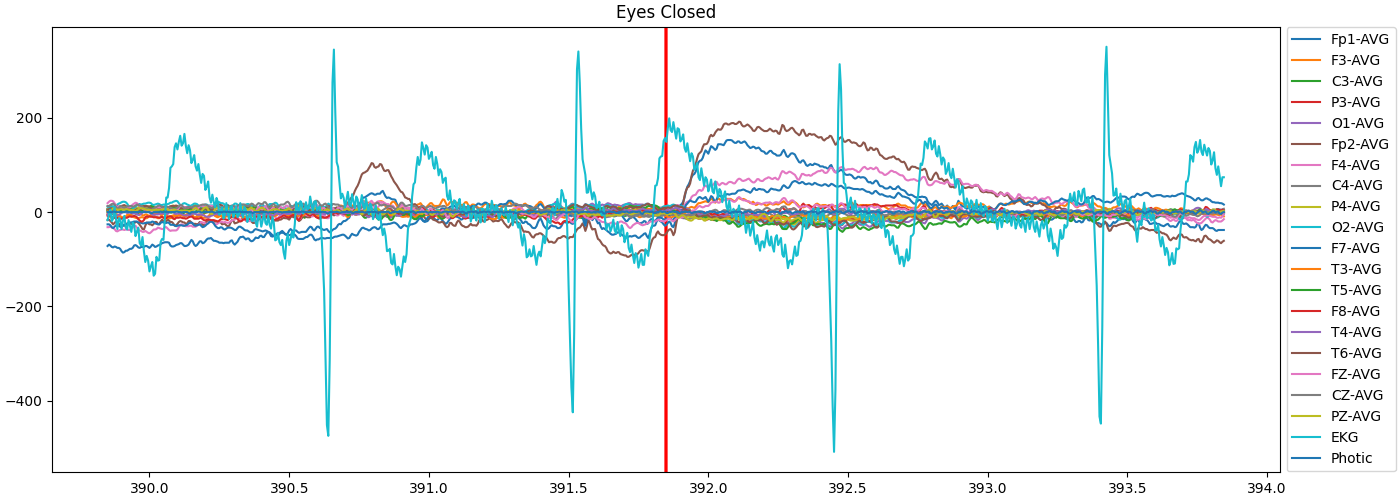 Eyes Closed
200
0
−200
−400
390.0 390.5 391.0 391.5 392.0 392.5 393.0 393.5 394.0
Fp1-AVG
F3-AVG
C3-AVG
P3-AVG
O1-AVG
Fp2-AVG
F4-AVG
C4-AVG
P4-AVG
O2-AVG
F7-AVG
T3-AVG
T5-AVG
F8-AVG
T4-AVG
T6-AVG
FZ-AVG
CZ-AVG
PZ-AVG
EKG
Photic